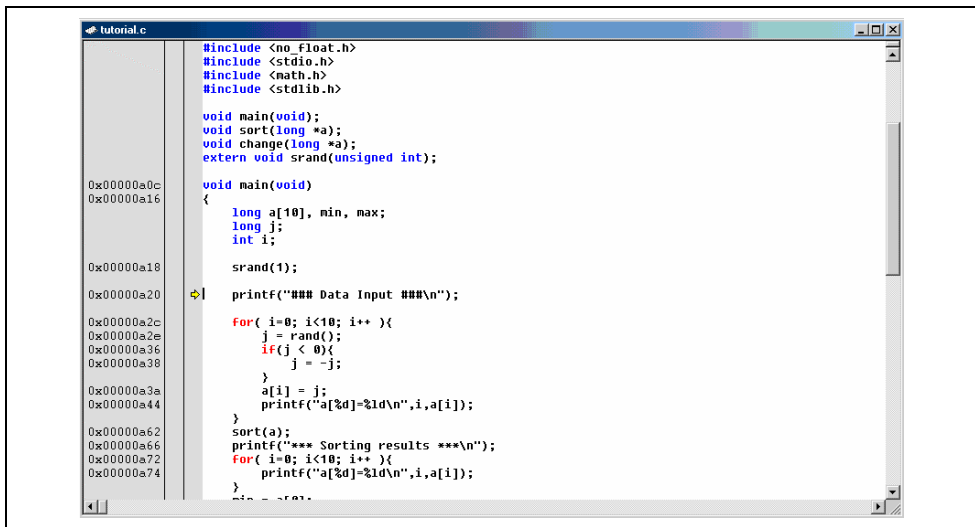 tutorial.c
#include <no_float.h>
#include <stdio.h>
#include <math.h>
#include <stdlib.h>
void main(void);
void sort(long *a);
void change(long *a);
extern void srand(unsigned int);
0x00000a0c void main(void)
0x00000a16 {
long a[10], min, max;
long j;
int i;
0x00000a18 srand(1);
0x00000a20 printf("### Data Input ###\n");
0x00000a2c for( i=0; i<10; i++ ){
0x00000a2e j = rand();
0x00000a36 if(j < 0){
0x00000a38 j = -j;
}
0x00000a3a a[i] = j;
0x00000a44 printf("a[%d]=%ld\n",i,a[i]);
}
0x00000a62 sort(a);
0x00000a66 printf("*** Sorting results ***\n");
0x00000a72 for( i=0; i<10; i++ ){
0x00000a74 printf("a[%d]=%ld\n",i,a[i]);
}
min = a[0];